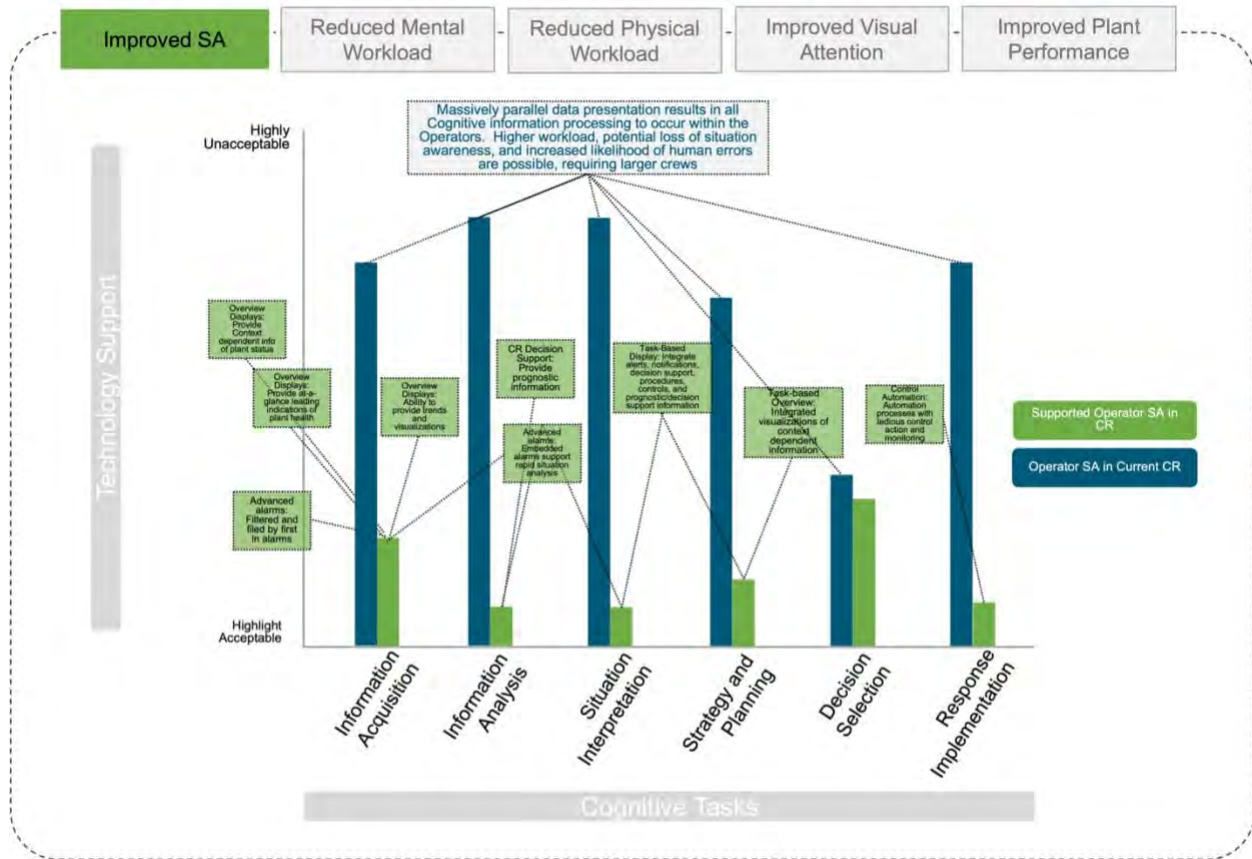 Improved SA
Reduced Mental
Workload
Reduced Physical
Workload
Improved Visual
Attention
Improved Plant
Performance
Massively parallel data presentation results in all
Cognitive information processing to occur within the
Operators. Higher workload, potential loss of situation
awareness, and increased likelihood of human errors
are possible, requiring larger crews
Highly
Unacceptable
Technology Support
Overview
Displays:
Provide
Context
dependent info
of plant status
Overview
Displays:
Provide at-a-
glance leading
indications of
plant health
Overview
Displays:
Ability to
provide trends
and
visualizations
Advanced
alarms:
Filtered and
filed by first
in alarms
CR Decision
Support:
Provide
prognostic
information
Advanced
alarms:
Embedded
alarms support
rapid situation
analysis
Task-Based
Display: Integrate
alerts, notifications,
decision support,
procedures,
controls, and
prognostic/decision
support information
Task-based
Overview:
Integrated
visualizations of
context
dependent
information
Control
Automation:
Automation
processes with
tedious control
action and
monitoring
Supported Operator SA in
CR
Operator SA in Current CR
Highlight
Acceptable
Information
Acquisition
Information
Analysis
Situation
Interpretation
Strategy and
Planning
Decision
Selection
Response
Implementation
Cognitive Tasks